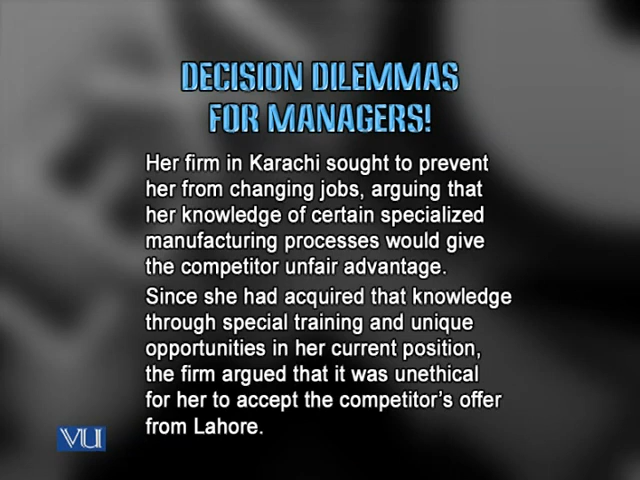 DECISION DILEMMAS
FOR MANAGERS!
Her firm in Karachi sought to prevent
her from changing jobs, arguing that
her knowledge of certain specialized
manufacturing processes would give
the competitor unfair advantage.
Since she had acquired that knowledge
through special training and unique
opportunities in her current position,
the firm argued that it was unethical
for her to accept the competitor's offer
from Lahore.
VU